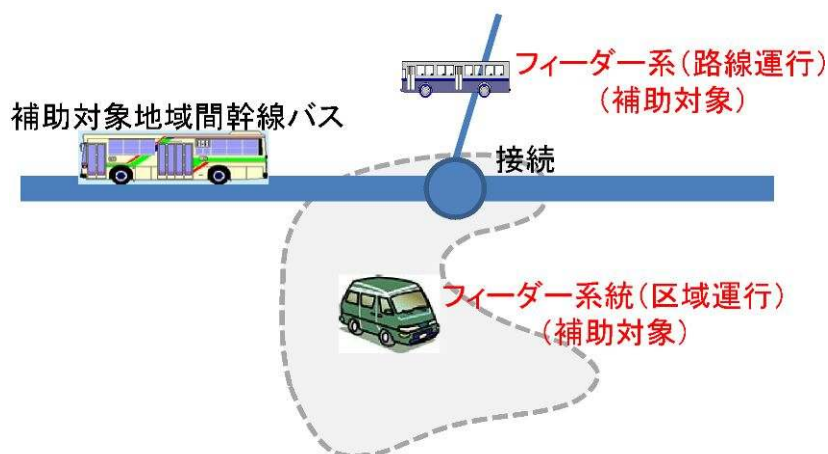 フィーダー系(路線運行)
(補助対象)
補助対象地域間幹線バス
接続
フィーダー系統(区域運行)
(補助対象)